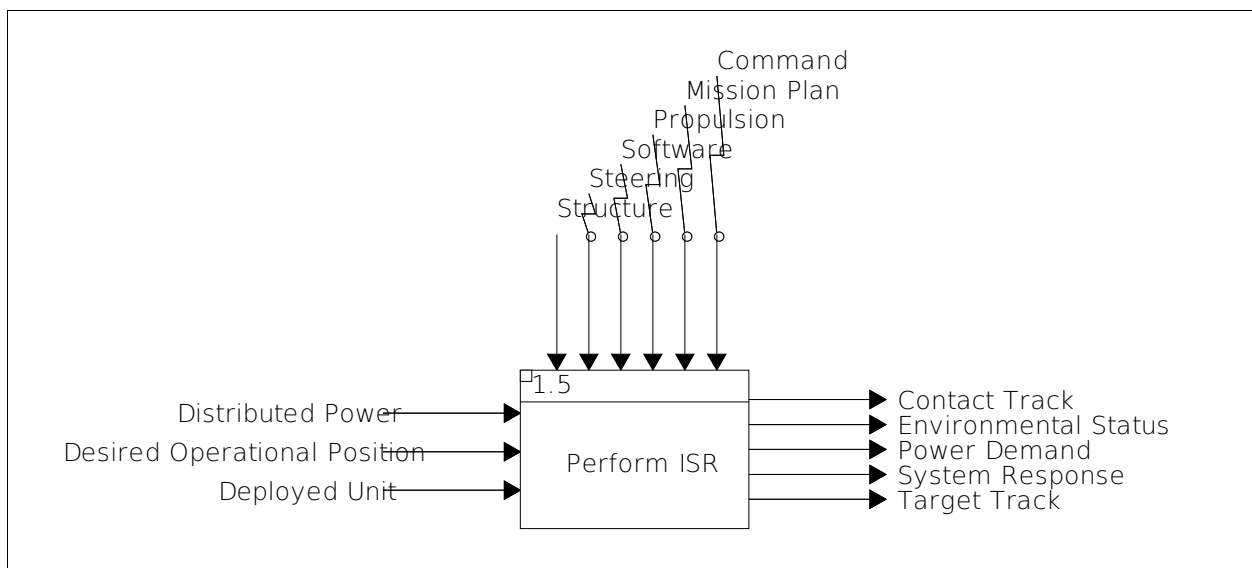 Command
Mission Plan
Propulsion
Software
Steering
Structure
1.5
Perform ISR
Distributed Power
Desired Operational Position
Deployed Unit
Contact Track
Environmental Status
Power Demand
System Response
Target Track